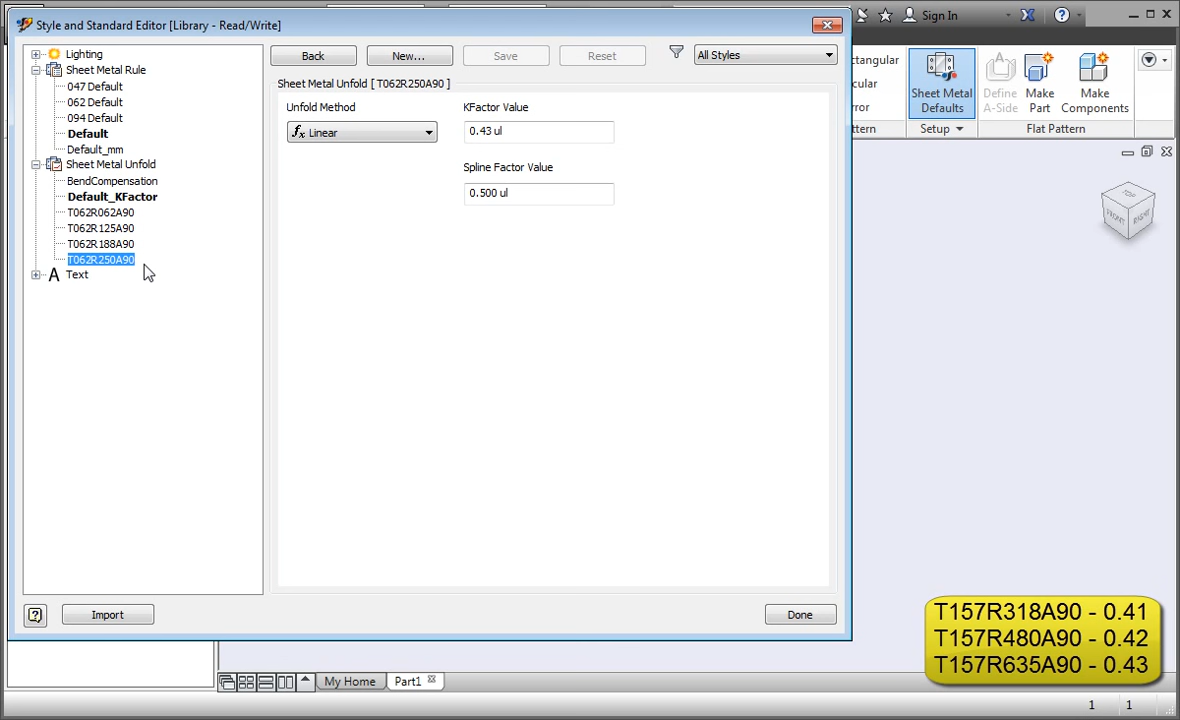 Style and Standard Editor [Library - Read/Write]
Sign In
Lighting
Sheet Metal Rule
047 Default
062 Default
094 Default
Default
Default_mm
Sheet Metal Unfold
BendCompensation
Default_KFactor
T062R062A90
T062R125A90
T062R188A90
T062R250A90
Text
Back
New...
Save
Reset
All Styles
Sheet Metal Unfold [ T062R250A90 ]
Unfold Method
Linear
KFactor Value
0.43 ul
Spline Factor Value
0.500 ul
Import
Done
Sheet Metal
Defaults
Define
A-Side
Make
Part
Make
Components
Setup
Flat Pattern
T157R318A90 - 0.41
T157R480A90 - 0.42
T157R635A90 - 0.43
My Home
Part1
1
1